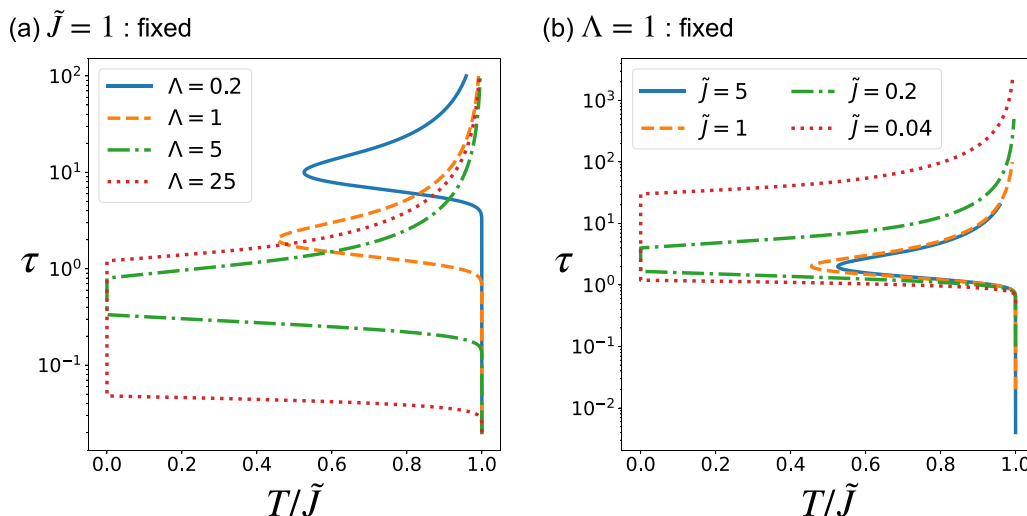 (a) J̃ = 1 : fixed
10²
10¹
10⁰
10⁻¹
τ
Λ = 0.2
Λ = 1
Λ = 5
Λ = 25
0.0 0.2 0.4 0.6 0.8 1.0
T/J̃
(b) Λ = 1 : fixed
10³
10²
10¹
10⁰
10⁻¹
10⁻²
τ
J̃ = 5 J̃ = 0.2
J̃ = 1 J̃ = 0.04
0.0 0.2 0.4 0.6 0.8 1.0
T/J̃